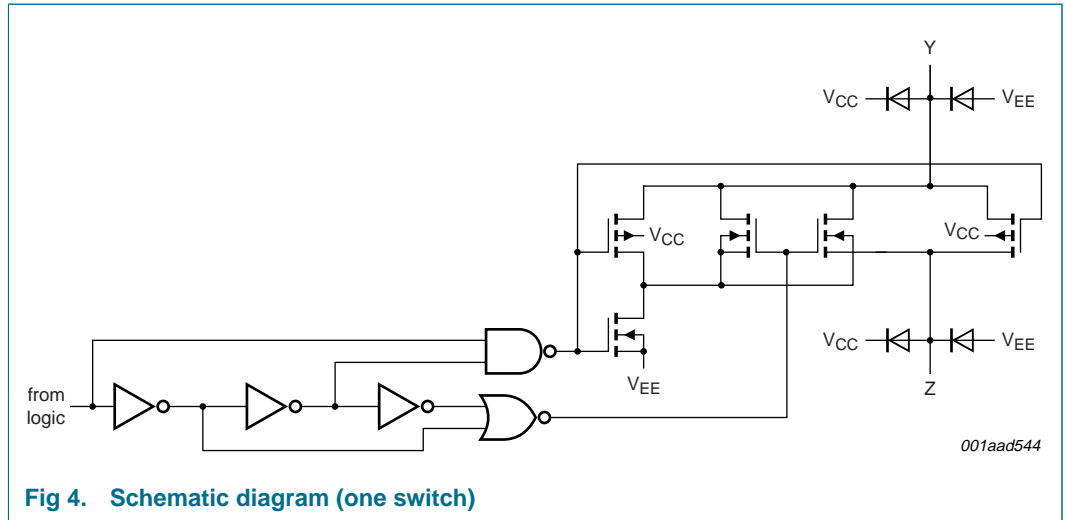 Y
VCC
VEE
VCC
VCC
VCC
VEE
VEE
Z
from
logic
001aad544
Fig 4. Schematic diagram (one switch)